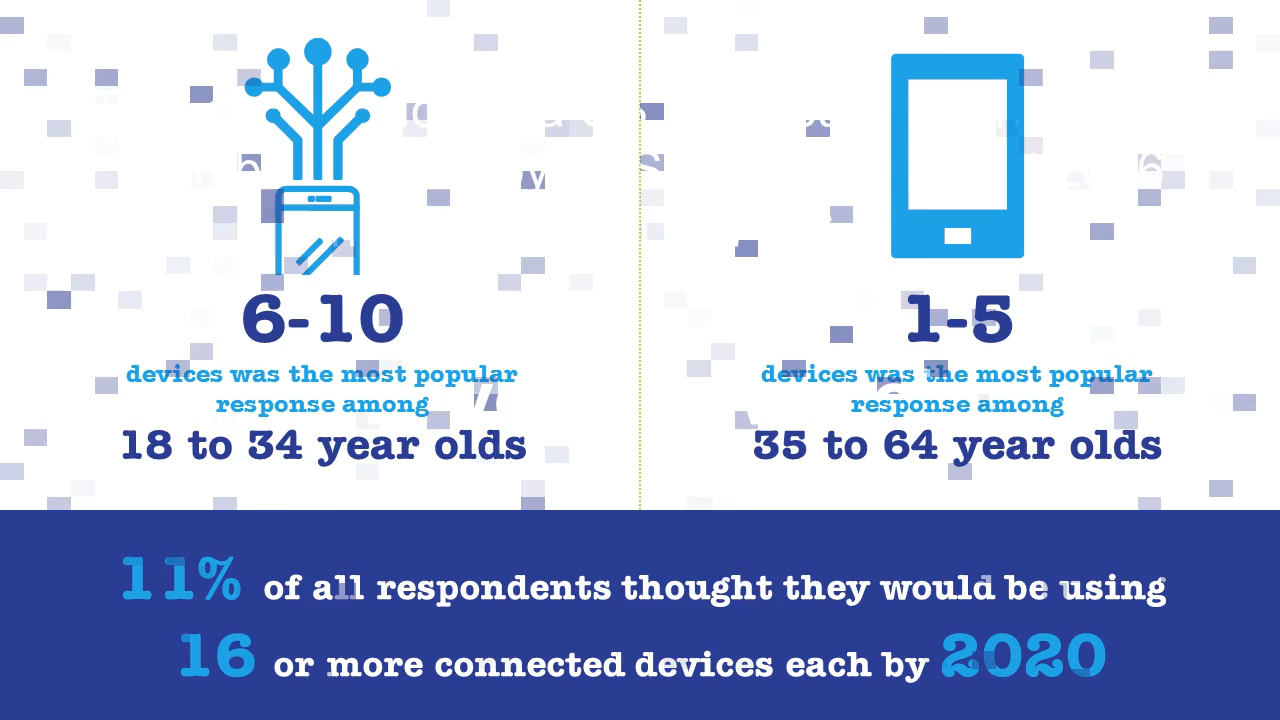 6-10
devices was the most popular
response among
18 to 34 year olds
1-5
devices was the most popular
response among
35 to 64 year olds
11% of all respondents thought they would be using
16 or more connected devices each by 2020